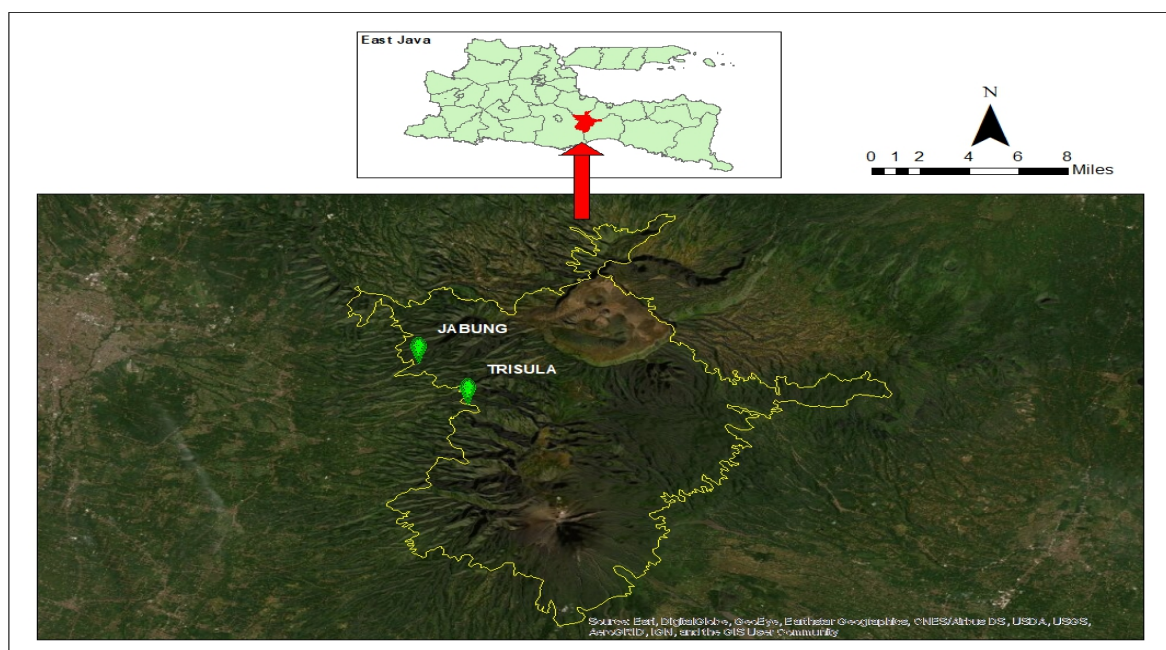 East Java
N
0 1 2 4 6 8
Miles
JABUNG
TRISULA
Source: Esri, DigitalGlobe, GeoEye, Earthstar Geographics, CNES/Airbus DS, USDA, USGS,
AeroGRID, IGN, and the GIS User Community